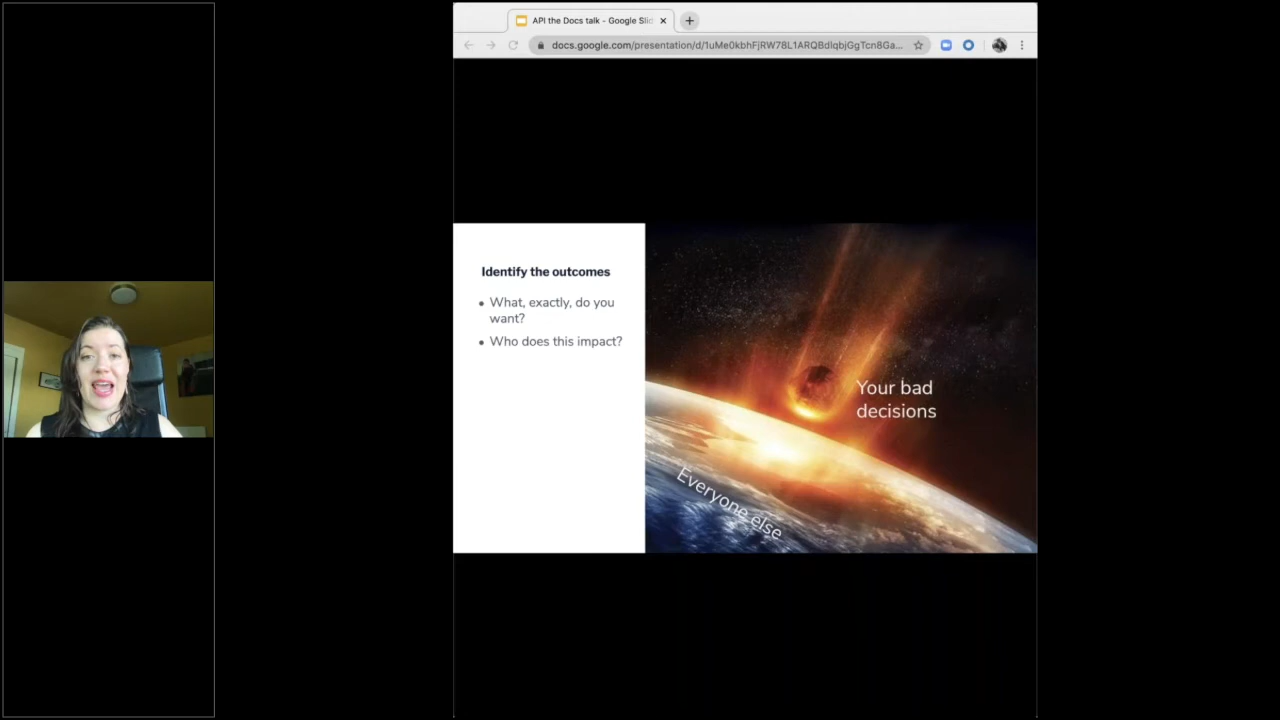 API the Docs talk - Google Slid
docs.google.com/presentation/d/1uMe0kbhFjRW78L1ARQBdlqbjGgTcn8Ga...
Identify the outcomes
• What, exactly, do you
want?
• Who does this impact?
Your bad
decisions
Everyone else